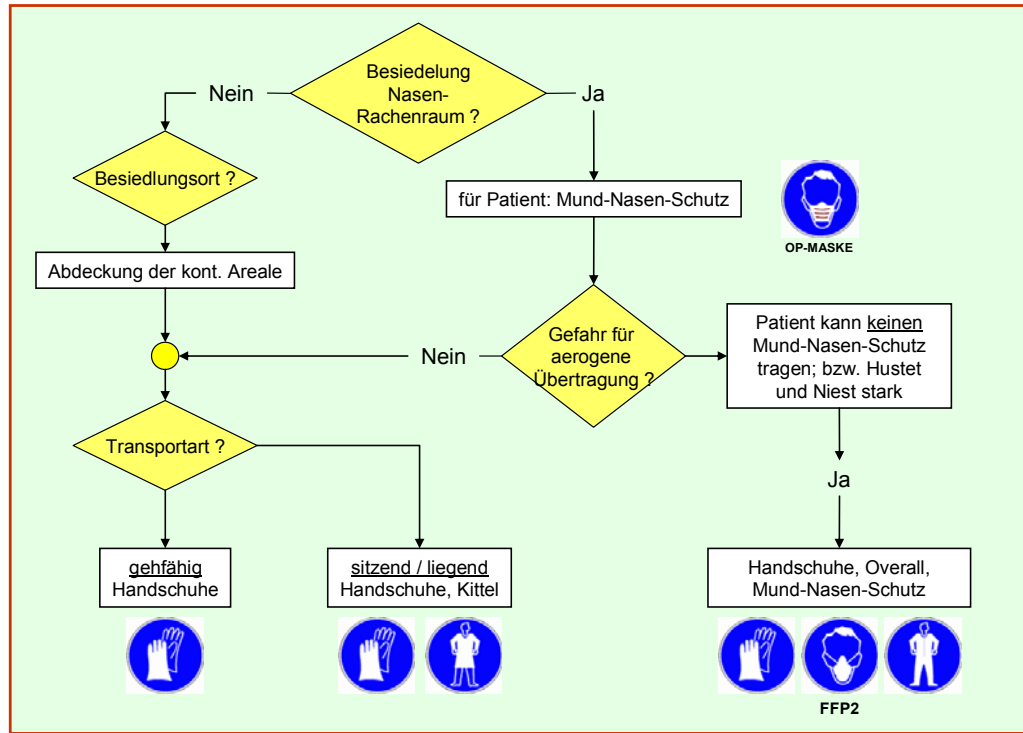 Besiedelung
Nasen-
Rachenraum ?
Nein
Ja
Besiedlungsort ?
für Patient: Mund-Nasen-Schutz
OP-MASKE
Abdeckung der kont. Areale
Gefahr für
aerogene
Übertragung ?
Nein
Patient kann keinen
Mund-Nasen-Schutz
tragen; bzw. Hustet
und Niest stark
Transportart ?
Ja
gehfähig
Handschuhe
sitzend / liegend
Handschuhe, Kittel
Handschuhe, Overall,
Mund-Nasen-Schutz
FFP2